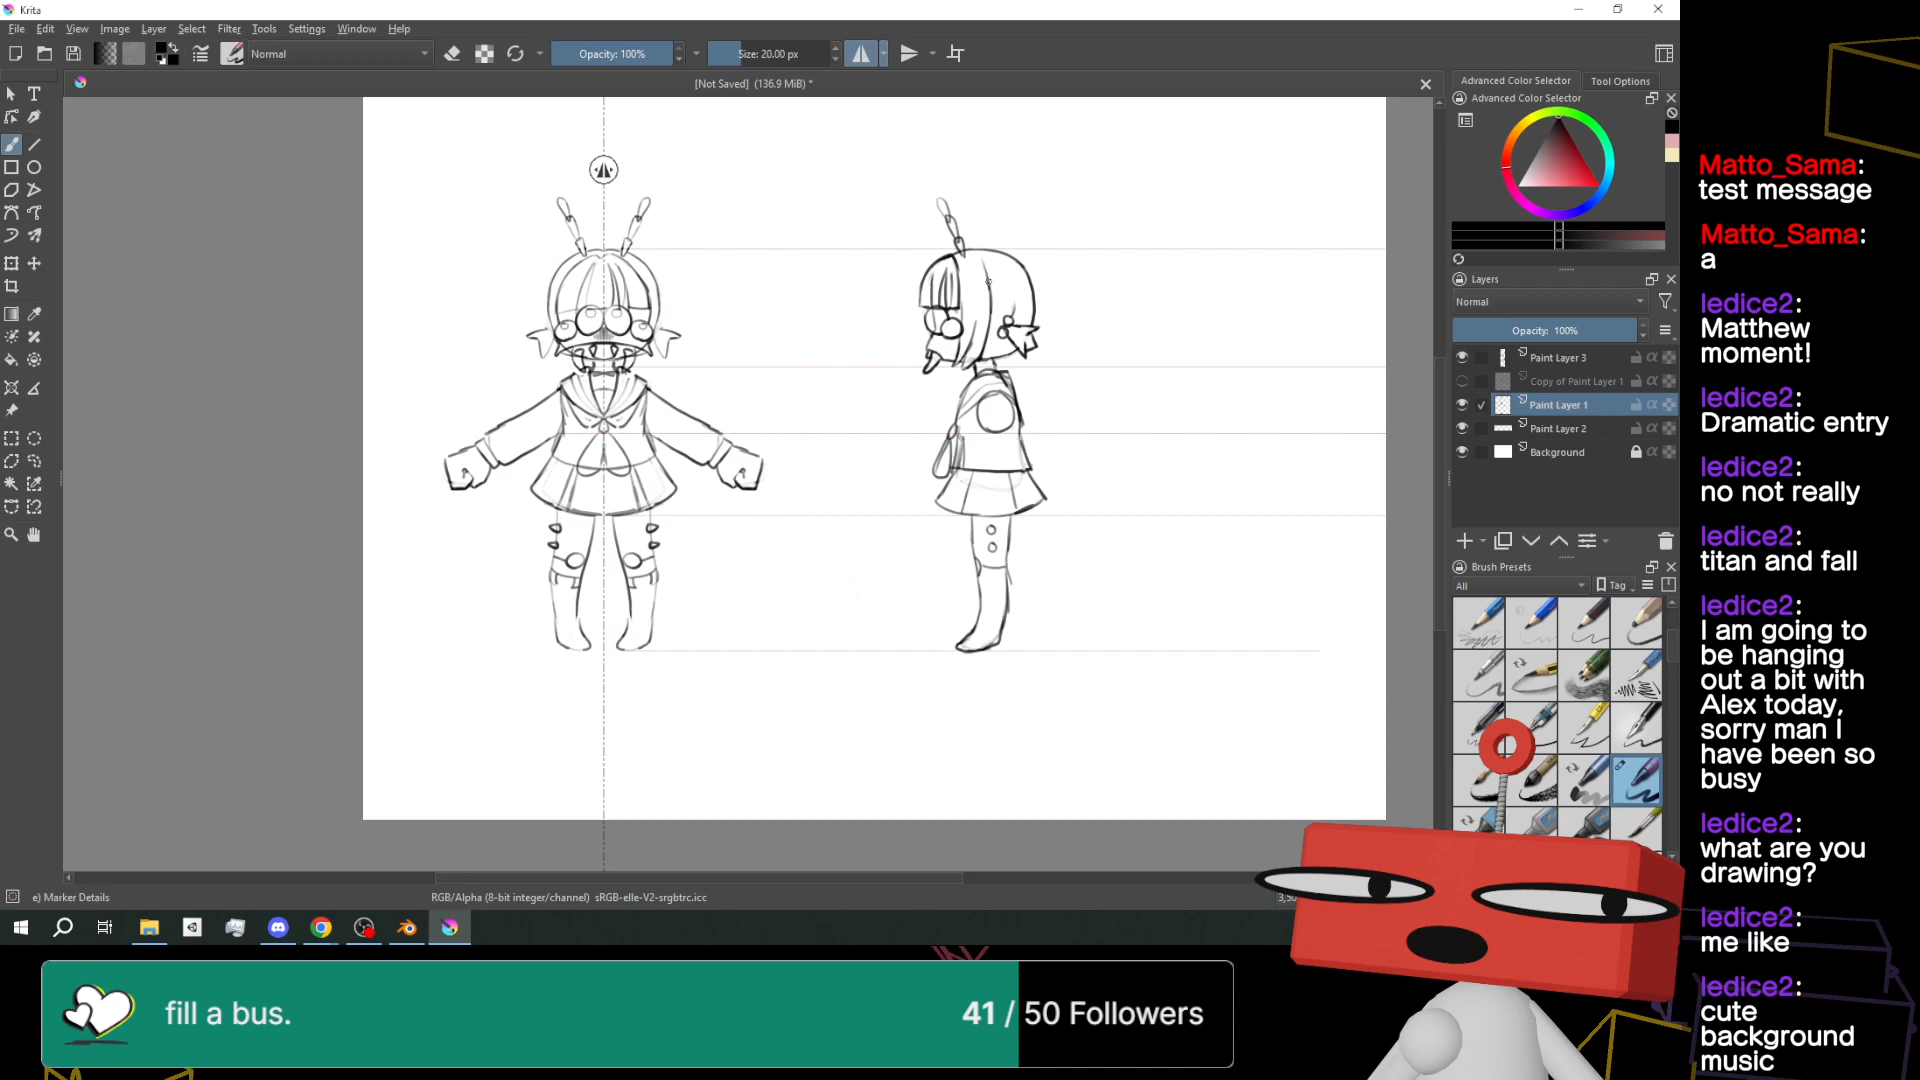 Krita
File Edit View Image Layer Select Filter Tools Settings Window Help
Normal
Opacity: 100%
Size: 20.00 px
[Not Saved] (136.9 MiB) *
Advanced Color Selector
Tool Options
Advanced Color Selector
Layers
Normal
Opacity: 100%
Paint Layer 3
Copy of Paint Layer 1
Paint Layer 1
Paint Layer 2
Background
Brush Presets
All
Tag
e) Marker Details
RGB/Alpha (8-bit integer/channel) sRGB-elle-V2-srgbtrc.icc
3,50
fill a bus.
41 / 50 Followers
Matto_Sama:
test message
Matto_Sama:
a
ledice2:
Matthew
moment!
ledice2:
Dramatic entry
ledice2:
no not really
ledice2:
titan and fall
ledice2:
I am going to
be hanging
out a bit with
Alex today,
sorry man I
have been so
busy
ledice2:
what are you
drawing?
ledice2:
me like
ledice2:
cute
background
music